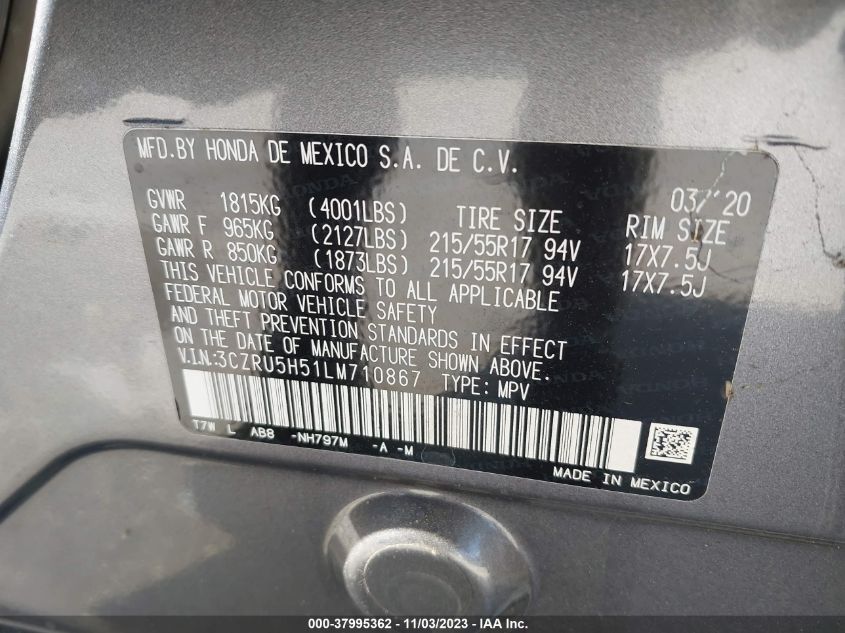 MFD.BY HONDA DE MEXICO S.A. DE C.V.
03/'20
GVWR 1815KG (4001LBS) TIRE SIZE RIM SIZE
GAWR F 965KG (2127LBS) 215/55R17 94V 17X7.5J
GAWR R 850KG (1873LBS) 215/55R17 94V 17X7.5J
THIS VEHICLE CONFORMS TO ALL APPLICABLE
FEDERAL MOTOR VEHICLE SAFETY
AND THEFT PREVENTION STANDARDS IN EFFECT
ON THE DATE OF MANUFACTURE SHOWN ABOVE.
V.I.N:3CZRU5H51LM710867 TYPE: MPV
T7W L AB8 -NH797M -A -M
MADE IN MEXICO
000-37995362 - 11/03/2023 - IAA Inc.